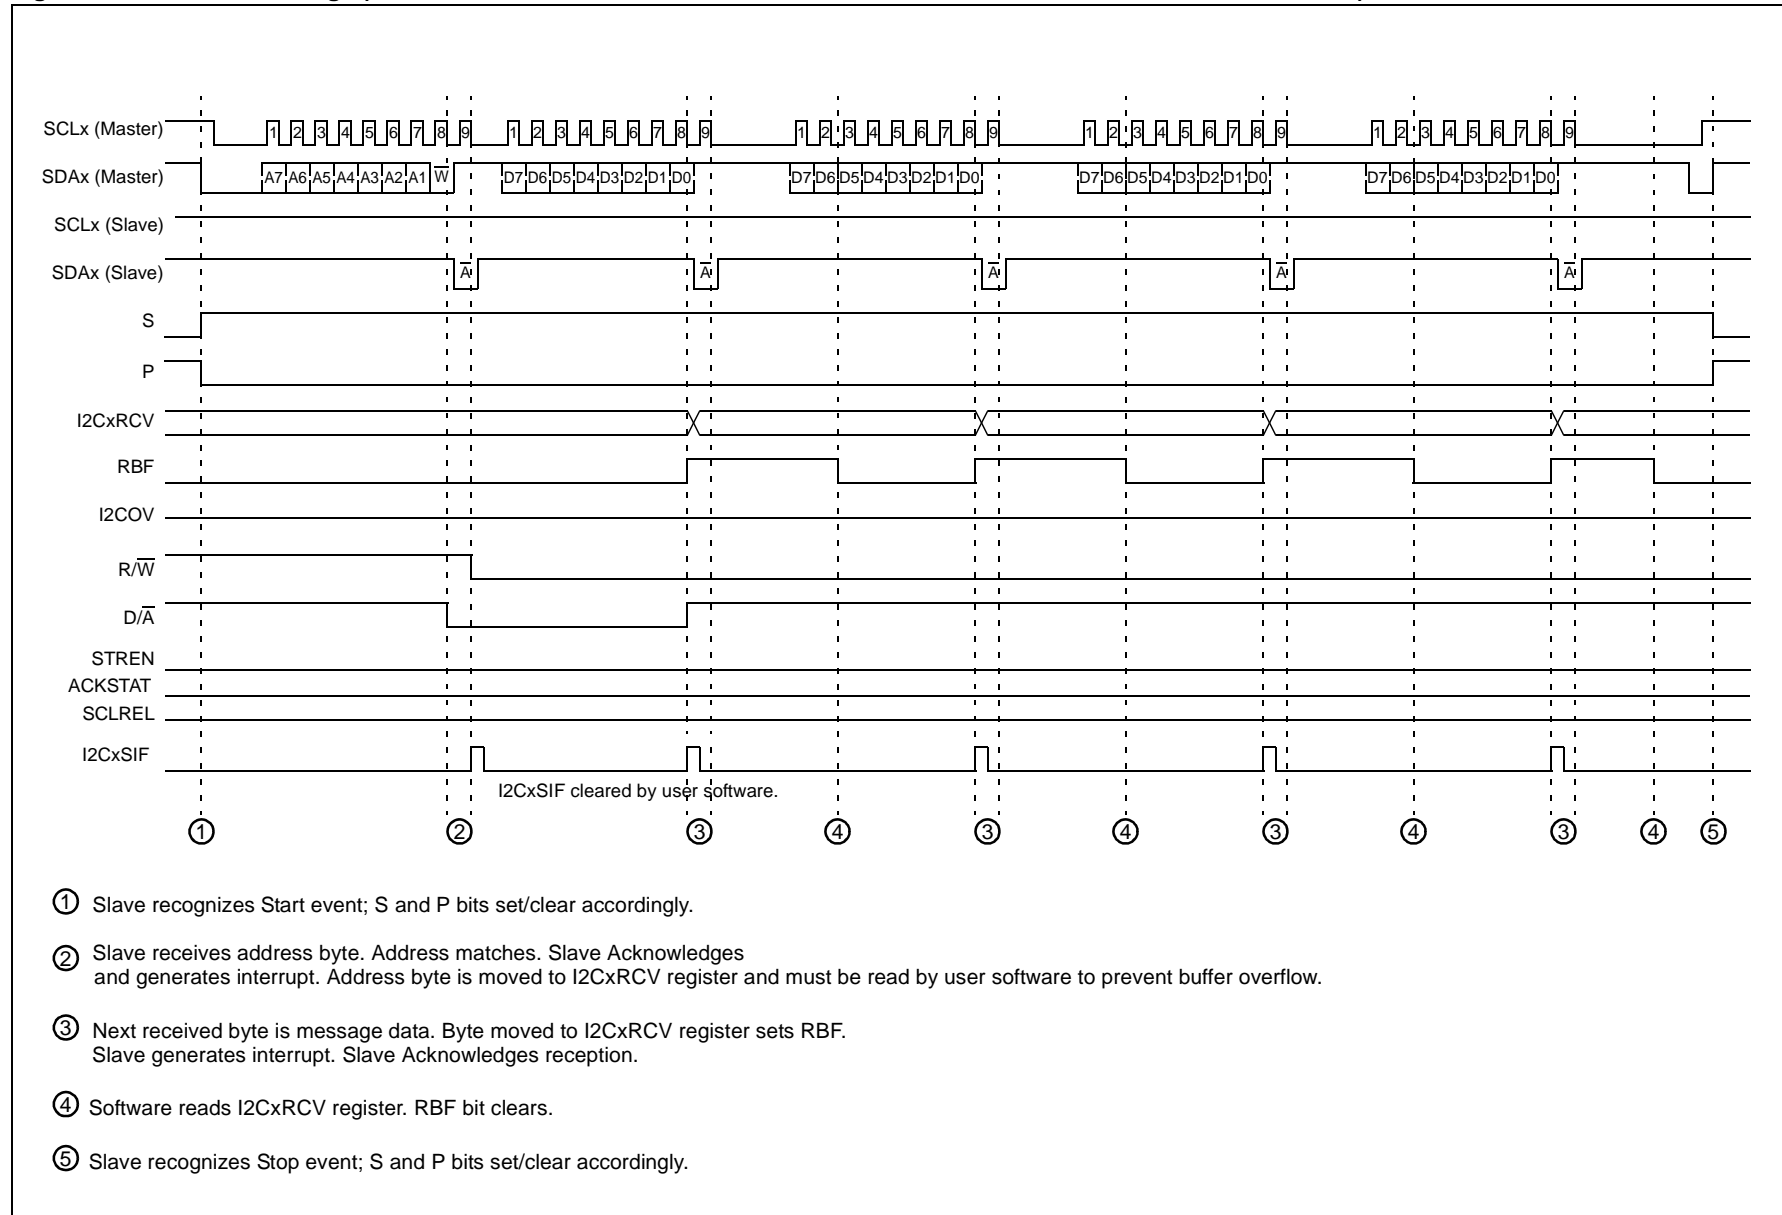 SCLx (Master) 1 2 3 4 5 6 7 8 9 1 2 3 4 5 6 7 8 9 1 2 3 4 5 6 7 8 9 1 2 3 4 5 6 7 8 9 1 2 3 4 5 6 7 8 9
SDAx (Master) A7 A6 A5 A4 A3 A2 A1 W̅ D7 D6 D5 D4 D3 D2 D1 D0 D7 D6 D5 D4 D3 D2 D1 D0 D7 D6 D5 D4 D3 D2 D1 D0 D7 D6 D5 D4 D3 D2 D1 D0
SCLx (Slave)
SDAx (Slave) A̅ A̅ A̅ A̅ A̅
S
P
I2CxRCV
RBF
I2COV
R/W̅
D/A̅
STREN
ACKSTAT
SCLREL
I2CxSIF
I2CxSIF cleared by user software.
① ② ③ ④ ③ ④ ③ ④ ③ ④ ⑤
① Slave recognizes Start event; S and P bits set/clear accordingly.
② Slave receives address byte. Address matches. Slave Acknowledges
and generates interrupt. Address byte is moved to I2CxRCV register and must be read by user software to prevent buffer overflow.
③ Next received byte is message data. Byte moved to I2CxRCV register sets RBF.
Slave generates interrupt. Slave Acknowledges reception.
④ Software reads I2CxRCV register. RBF bit clears.
⑤ Slave recognizes Stop event; S and P bits set/clear accordingly.